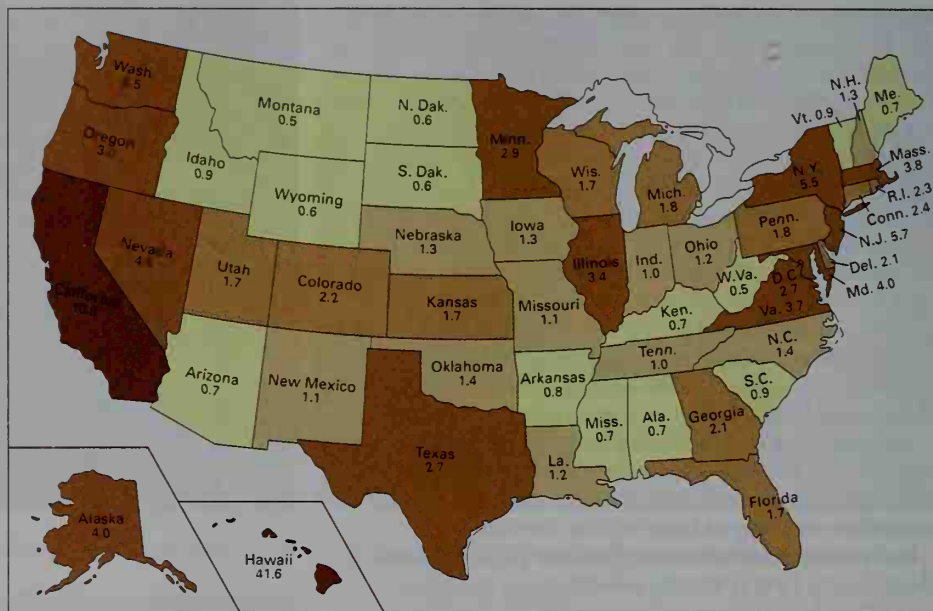 Wash
Oregon
California
Nevada
Idaho
0.9
Montana
0.5
Wyoming
0.6
Utah
1.7
Arizona
0.7
Colorado
2.2
New Mexico
1.1
N. Dak.
0.6
S. Dak.
0.6
Nebraska
1.3
Kansas
1.7
Oklahoma
1.4
Texas
2.7
Minn.
2.9
Iowa
1.3
Missouri
1.1
Arkansas
0.8
La.
1.2
Wis.
1.7
Illinois
3.4
Mich.
1.8
Ind.
1.0
Ohio
1.2
Ken.
0.7
Tenn.
1.0
Miss.
0.7
Ala.
0.7
Georgia
2.1
Florida
1.7
S.C.
0.9
N.C.
1.4
Va. 3.7
W.Va.
0.5
D.C.
2.7
Md. 4.0
Del. 2.1
Penn.
1.8
N.J. 5.7
N.Y.
5.5
Conn. 2.4
R.I. 2.3
Mass.
3.8
Vt. 0.9
N.H.
1.3
Me.
0.7
Alaska
4.0
Hawaii
41.6